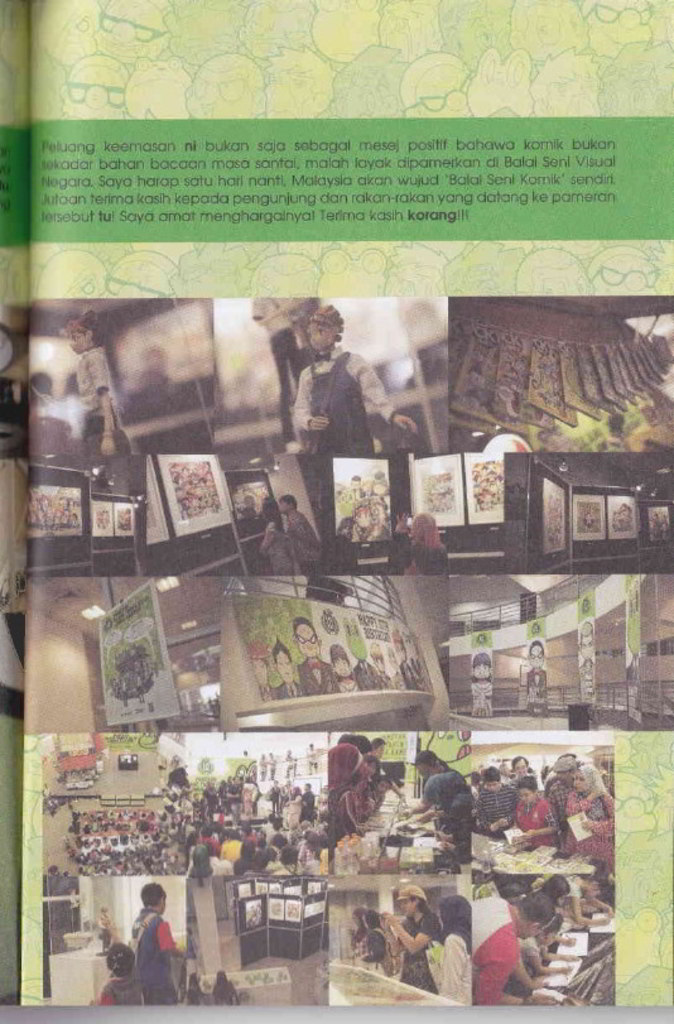 Peluang keemasan ni bukan saja sebagai mesej positif bahawa komik bukan
sekadar bahan bacaan masa santai, malah layak dipamerkan di Balai Seni Visual
Negara. Saya harap satu hari nanti, Malaysia akan wujud 'Balai Seni Komik' sendiri.
Jutaan terima kasih kepada pengunjung dan rakan-rakan yang datang ke pameran
tersebut tu! Saya amat menghargainya! Terima kasih korang!!!
HAPPY
BIRTHDAY